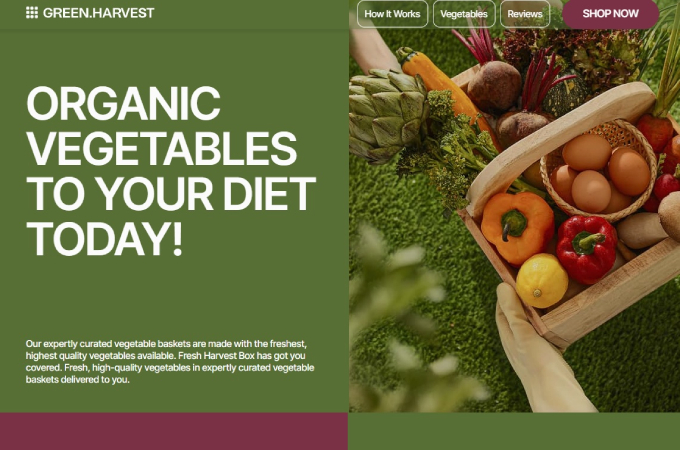 GREEN.HARVEST
How It Works
Vegetables
Reviews
SHOP NOW
ORGANIC
VEGETABLES
TO YOUR DIET
TODAY!
Our expertly curated vegetable baskets are made with the freshest,
highest quality vegetables available. Fresh Harvest Box has got you
covered. Fresh, high-quality vegetables in expertly curated vegetable
baskets delivered to you.